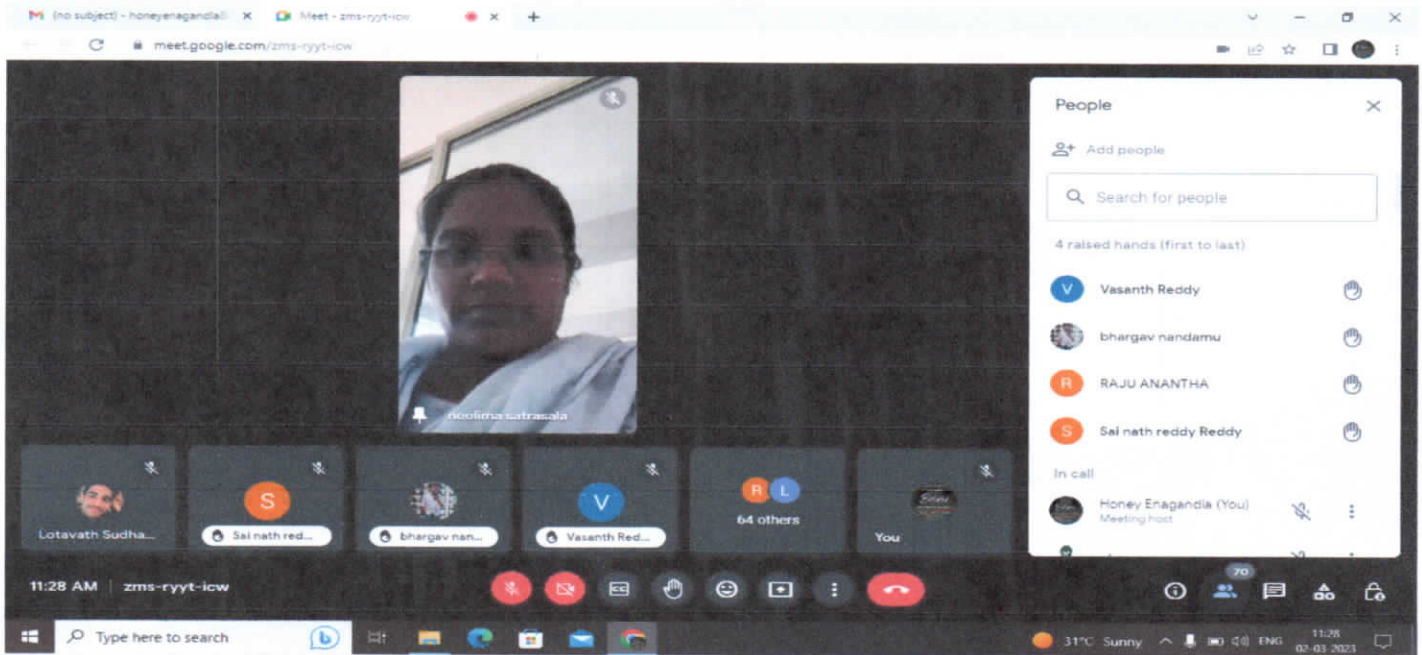 (no subject) - honeyenagandla
Meet - zms-ryyt-icw
meet.google.com/zms-ryyt-icw
neelima satrasala
People
Add people
Search for people
4 raised hands (first to last)
V Vasanth Reddy
bhargav nandamu
R RAJU ANANTHA
S Sai nath reddy Reddy
In call
Honey Enagandla (You)
Meeting host
Lotavath Sudha...
S
Sai nath red...
bhargav nan...
V
Vasanth Red...
R L
64 others
You
11:28 AM | zms-ryyt-icw
CC
70
Type here to search
b
31°C Sunny
ENG
11:28
02-03-2023